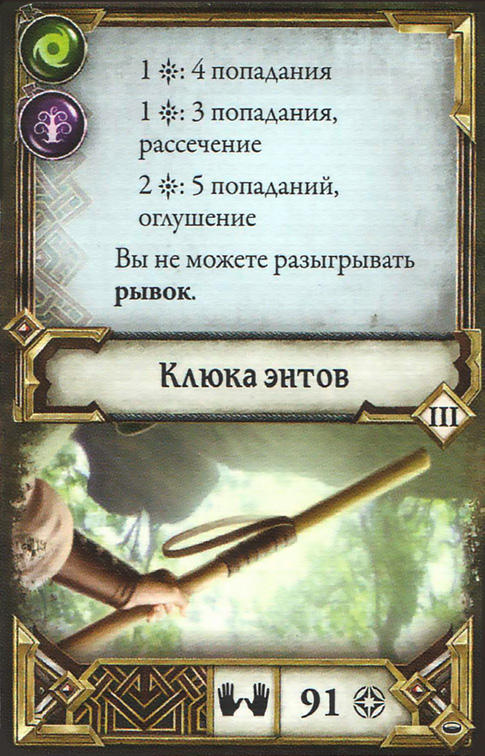 1 ☀: 4 попадания
1 ☀: 3 попадания,
рассечение
2 ☀: 5 попаданий,
оглушение
Вы не можете разыгрывать
рывок.
Клюка энтов
III
91